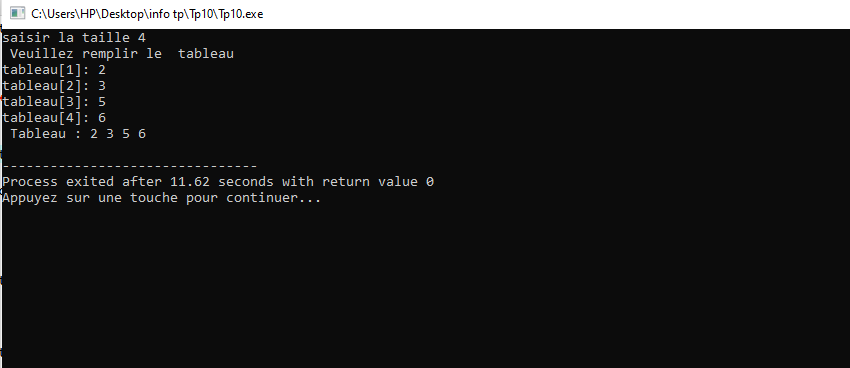 C:\Users\HP\Desktop\info tp\Tp10\Tp10.exe
saisir la taille 4
 Veuillez remplir le  tableau
tableau[1]: 2
tableau[2]: 3
tableau[3]: 5
tableau[4]: 6
 Tableau : 2 3 5 6
--------------------------------
Process exited after 11.62 seconds with return value 0
Appuyez sur une touche pour continuer...